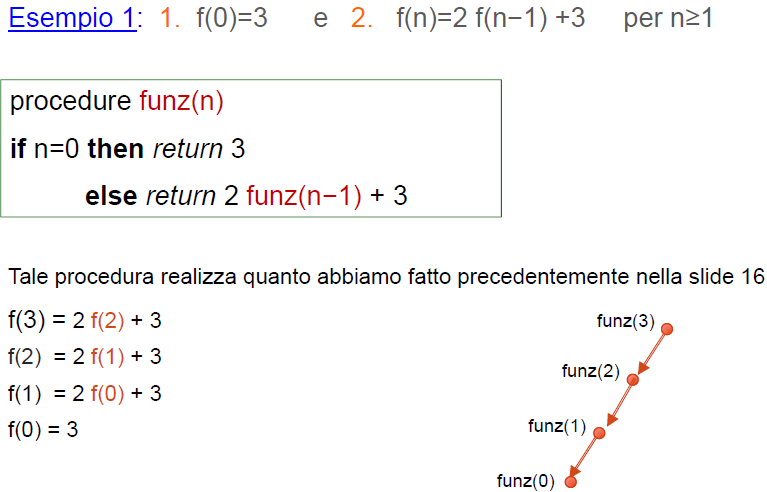 Esempio 1: 1. f(0)=3 e 2. f(n)=2 f(n−1) +3 per n≥1
procedure funz(n)
if n=0 then return 3
else return 2 funz(n−1) + 3
Tale procedura realizza quanto abbiamo fatto precedentemente nella slide 16
f(3) = 2 f(2) + 3
f(2) = 2 f(1) + 3
f(1) = 2 f(0) + 3
f(0) = 3
funz(3)
funz(2)
funz(1)
funz(0)